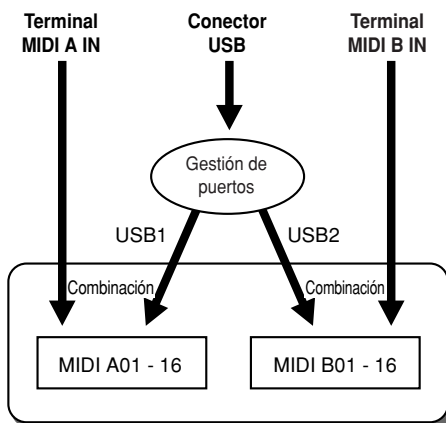 Terminal
MIDI A IN
Conector
USB
Terminal
MIDI B IN
Gestión de
puertos
USB1
USB2
Combinación
Combinación
MIDI A01 - 16
MIDI B01 - 16